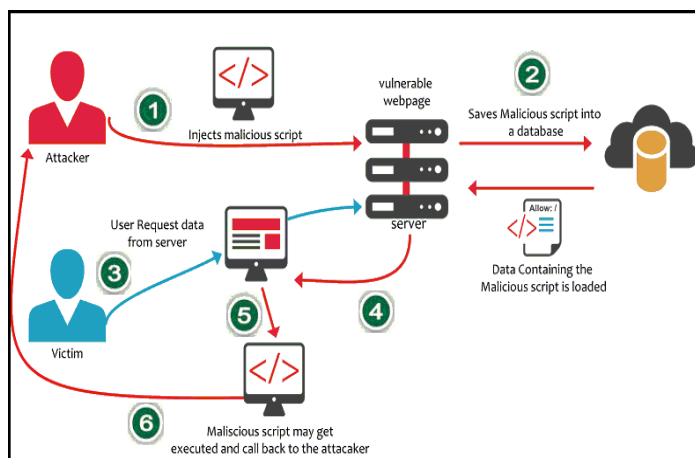 1
</>
Injects malicious script
Attacker
vulnerable
webpage
server
2
Saves Malicious script into
a database
Allow: /
</>
Data Containing the
Malicious script is loaded
User Request data
from server
3
Victim
4
5
</>
Maliscious script may get
executed and call back to the attacaker
6